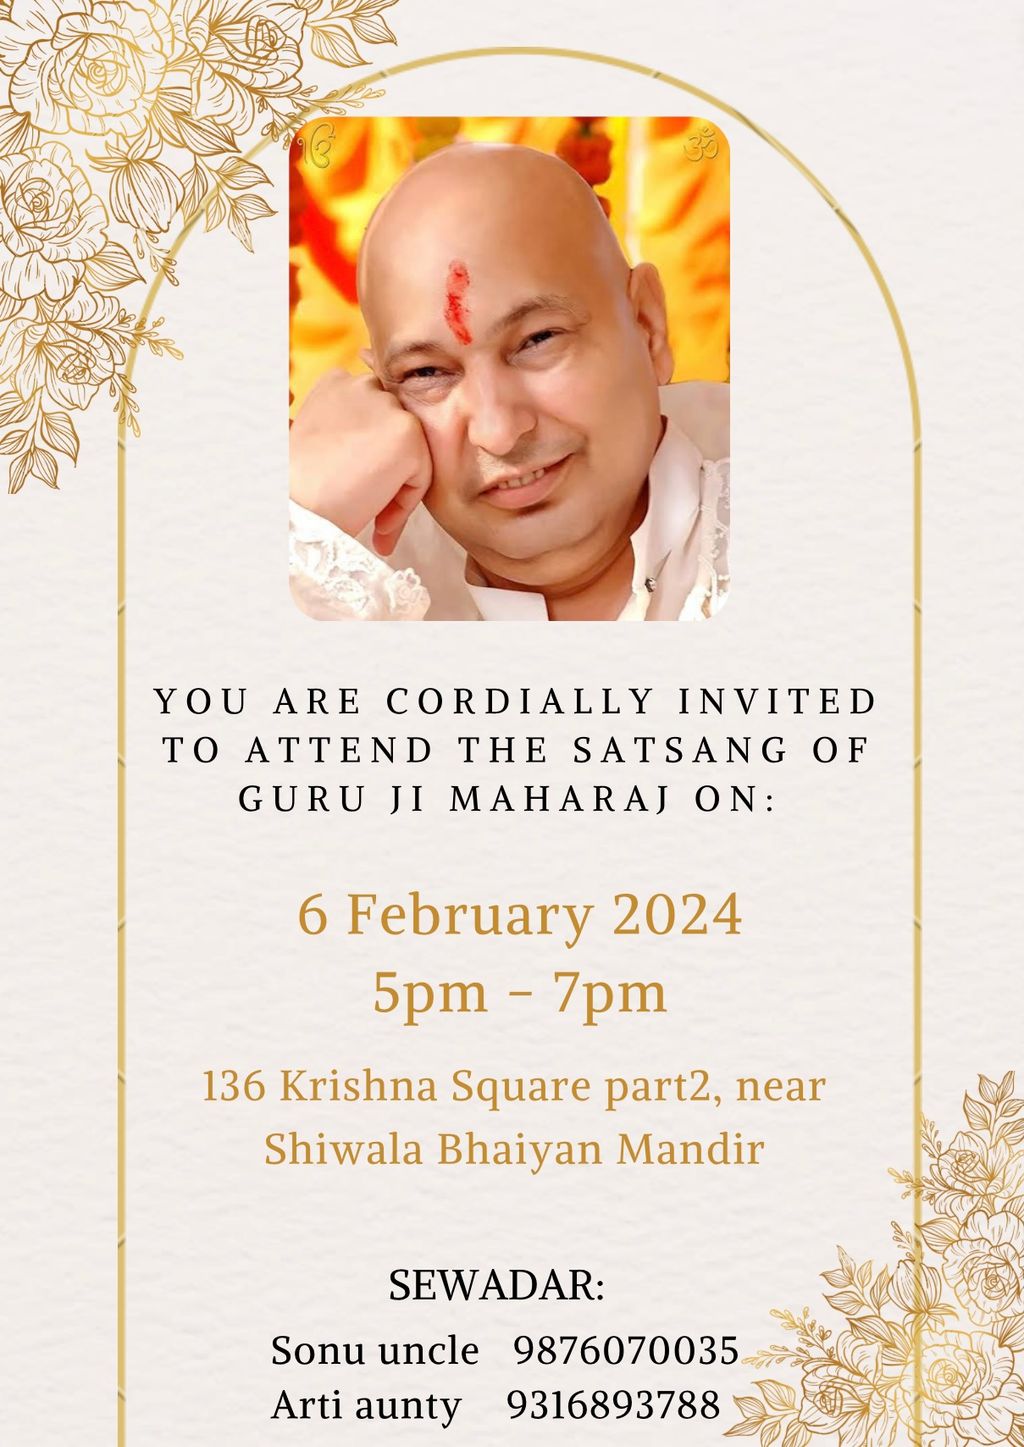 ੴ
ॐ
YOU ARE CORDIALLY INVITED
TO ATTEND THE SATSANG OF
GURU JI MAHARAJ ON:
6 February 2024
5pm - 7pm
136 Krishna Square part2, near
Shiwala Bhaiyan Mandir
SEWADAR:
Sonu uncle 9876070035
Arti aunty 9316893788